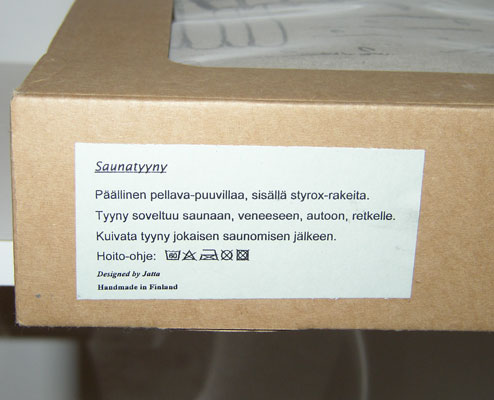 Saunatyyny
Päällinen pellava-puuvillaa, sisällä styrox-rakeita.
Tyyny soveltuu saunaan, veneeseen, autoon, retkelle.
Kuivata tyyny jokaisen saunomisen jälkeen.
Hoito-ohje:
Designed by Jatta
Handmade in Finland